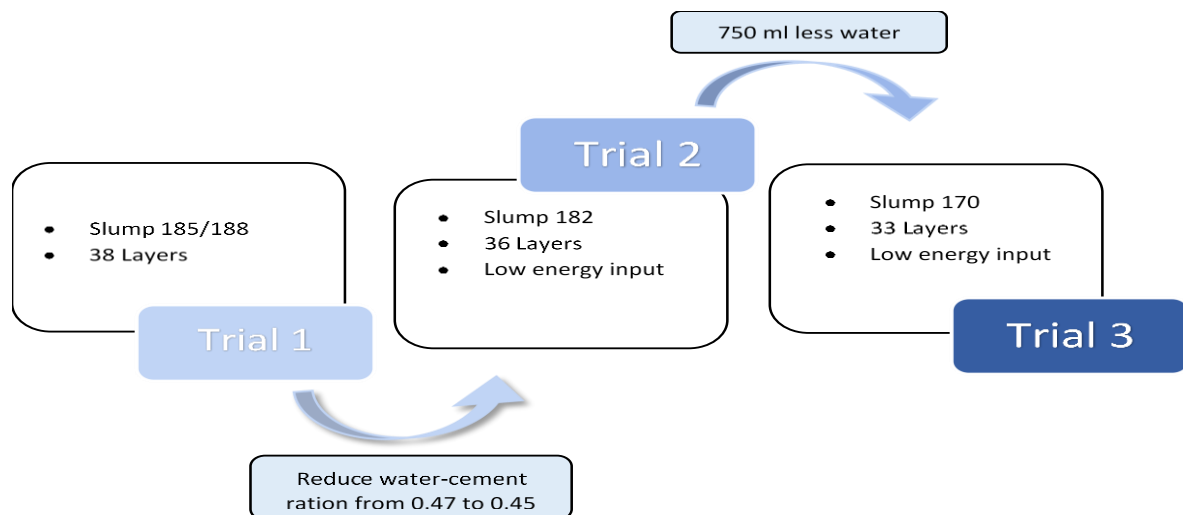 750 ml less water
Trial 2
Slump 185/188
38 Layers
Trial 1
Slump 182
36 Layers
Low energy input
Slump 170
33 Layers
Low energy input
Trial 3
Reduce water-cement
ration from 0.47 to 0.45